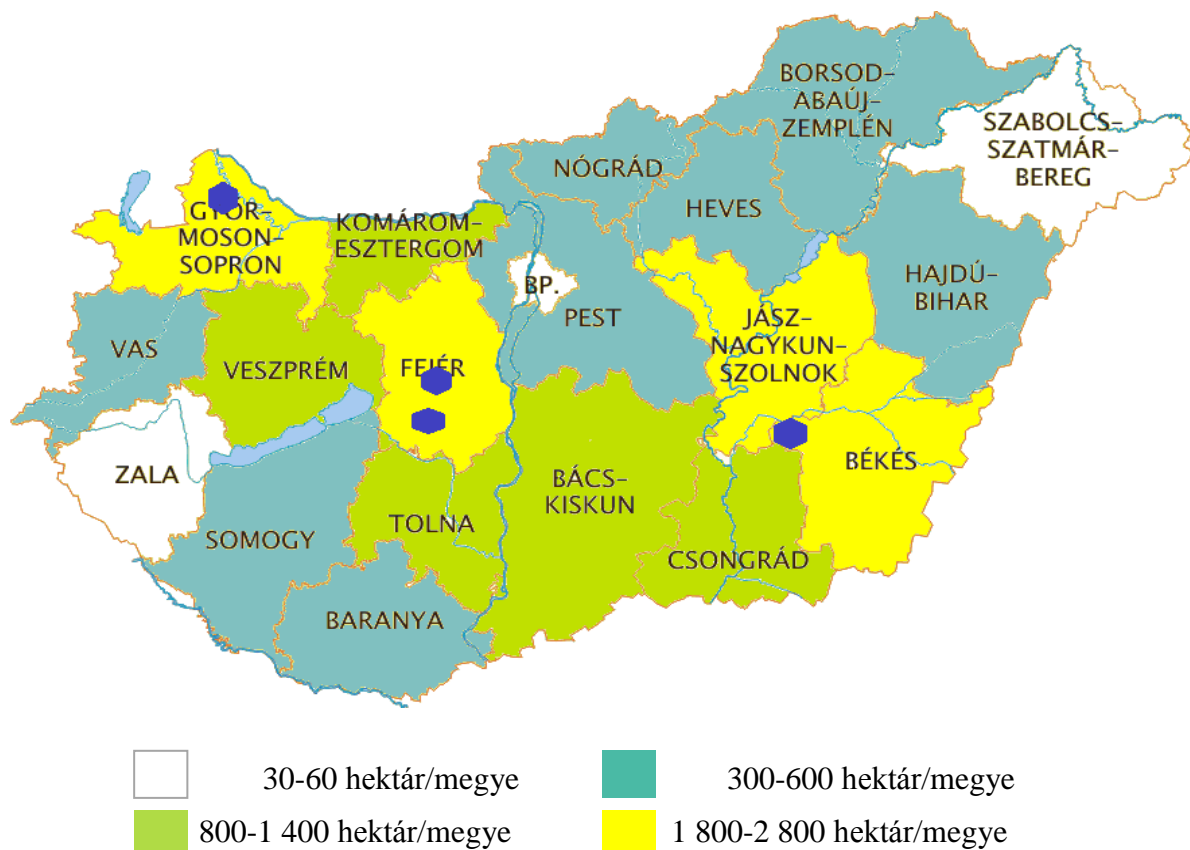 BORSOD-
ABAÚJ-
ZEMPLÉN
SZABOLCS-
SZATMÁR-
BEREG
NÓGRÁD
HEVES
GYŐR-
MOSON-
SOPRON
KOMÁROM-
ESZTERGOM
HAJDÚ-
BIHAR
BP.
PEST
JÁSZ-
NAGYKUN-
SZOLNOK
VAS
VESZPRÉM
FEJÉR
ZALA
BÁCS-
KISKUN
BÉKÉS
TOLNA
SOMOGY
CSONGRÁD
BARANYA
30-60 hektár/megye
300-600 hektár/megye
800-1 400 hektár/megye
1 800-2 800 hektár/megye